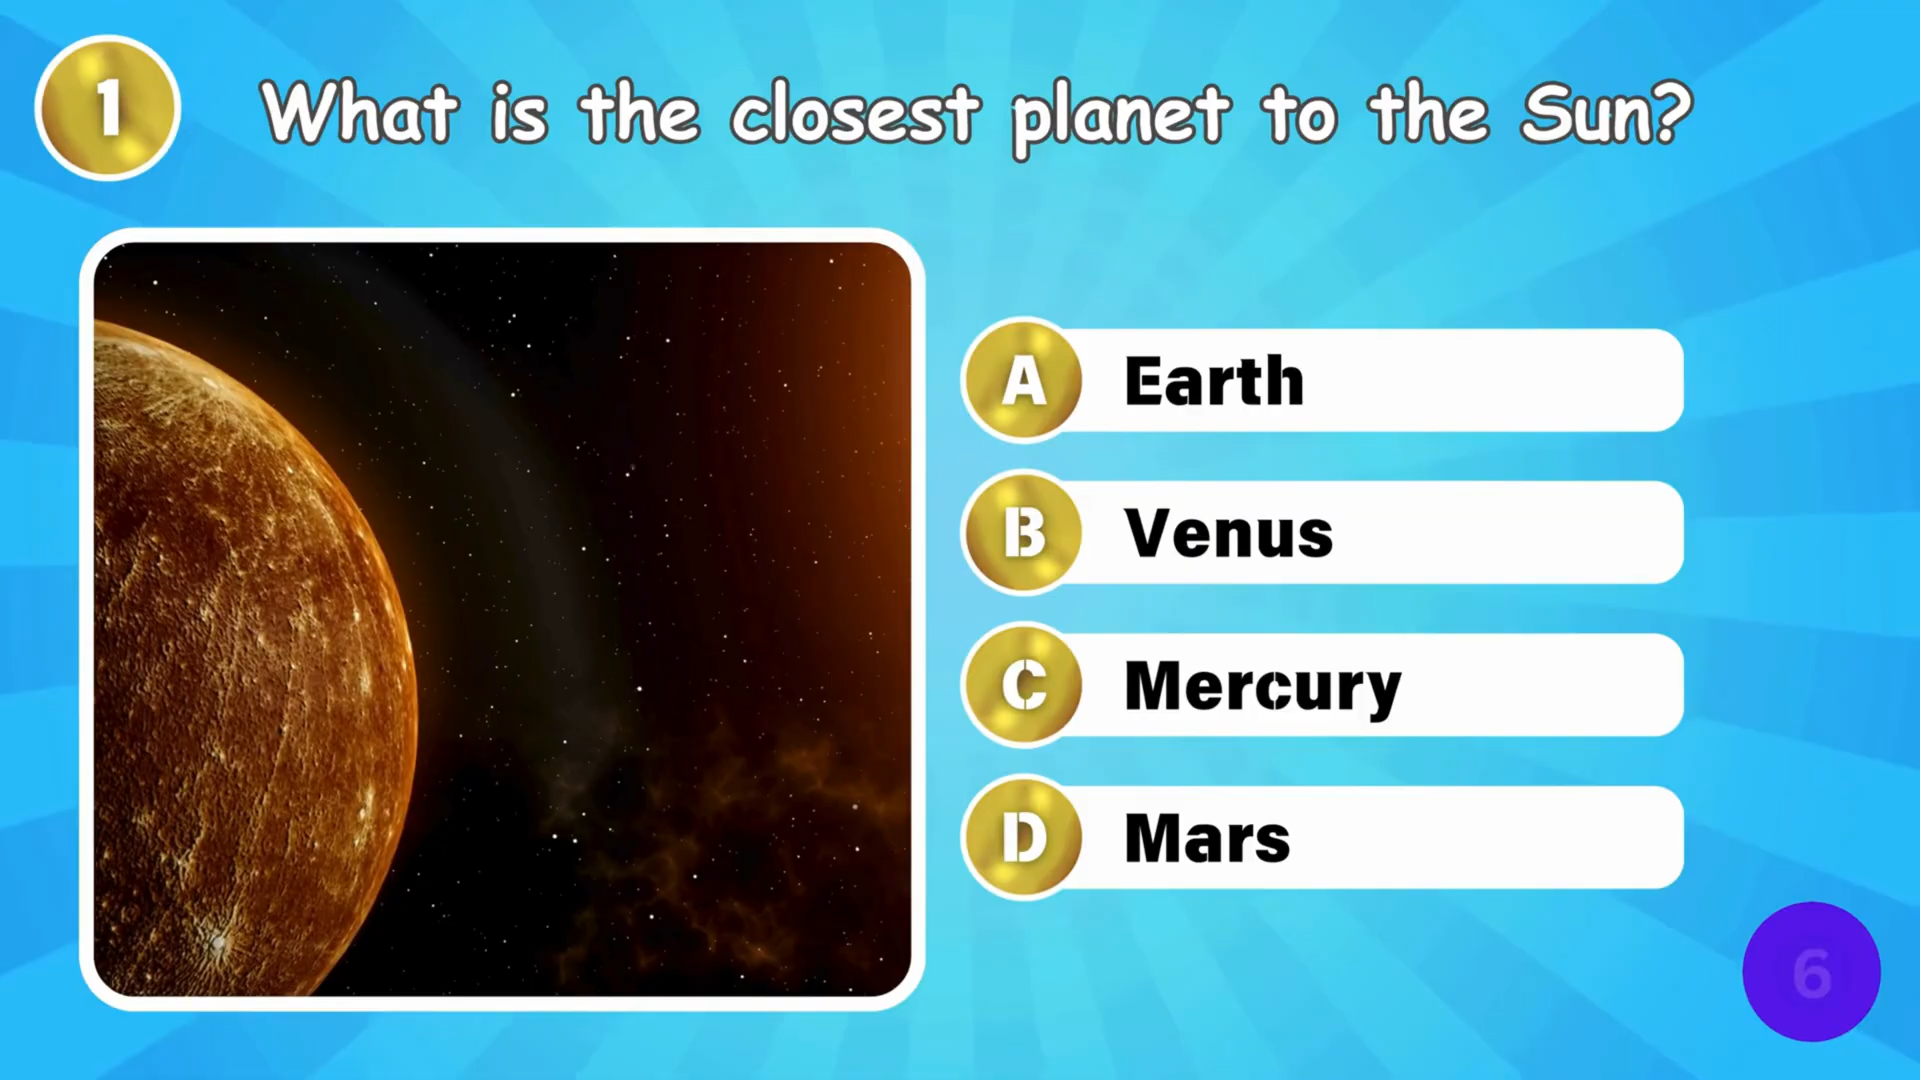 1
What is the closest planet to the Sun?
A Earth
B Venus
C Mercury
D Mars
6